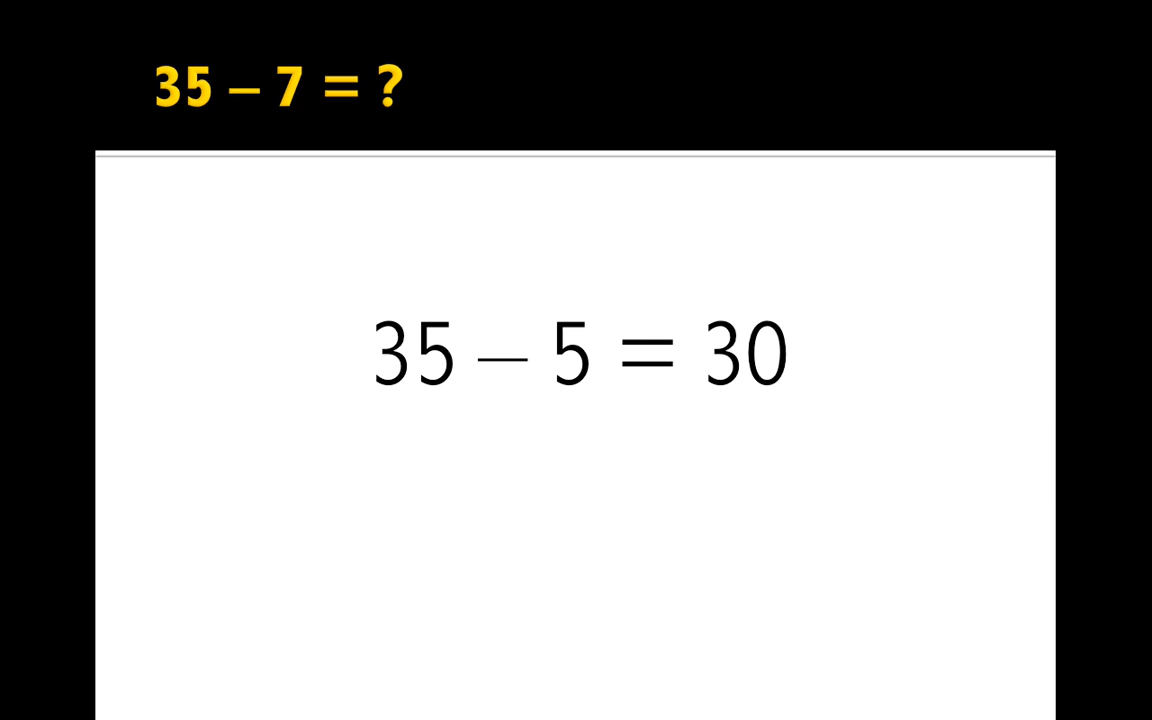 35 – 7 = ?
35 – 5 = 30